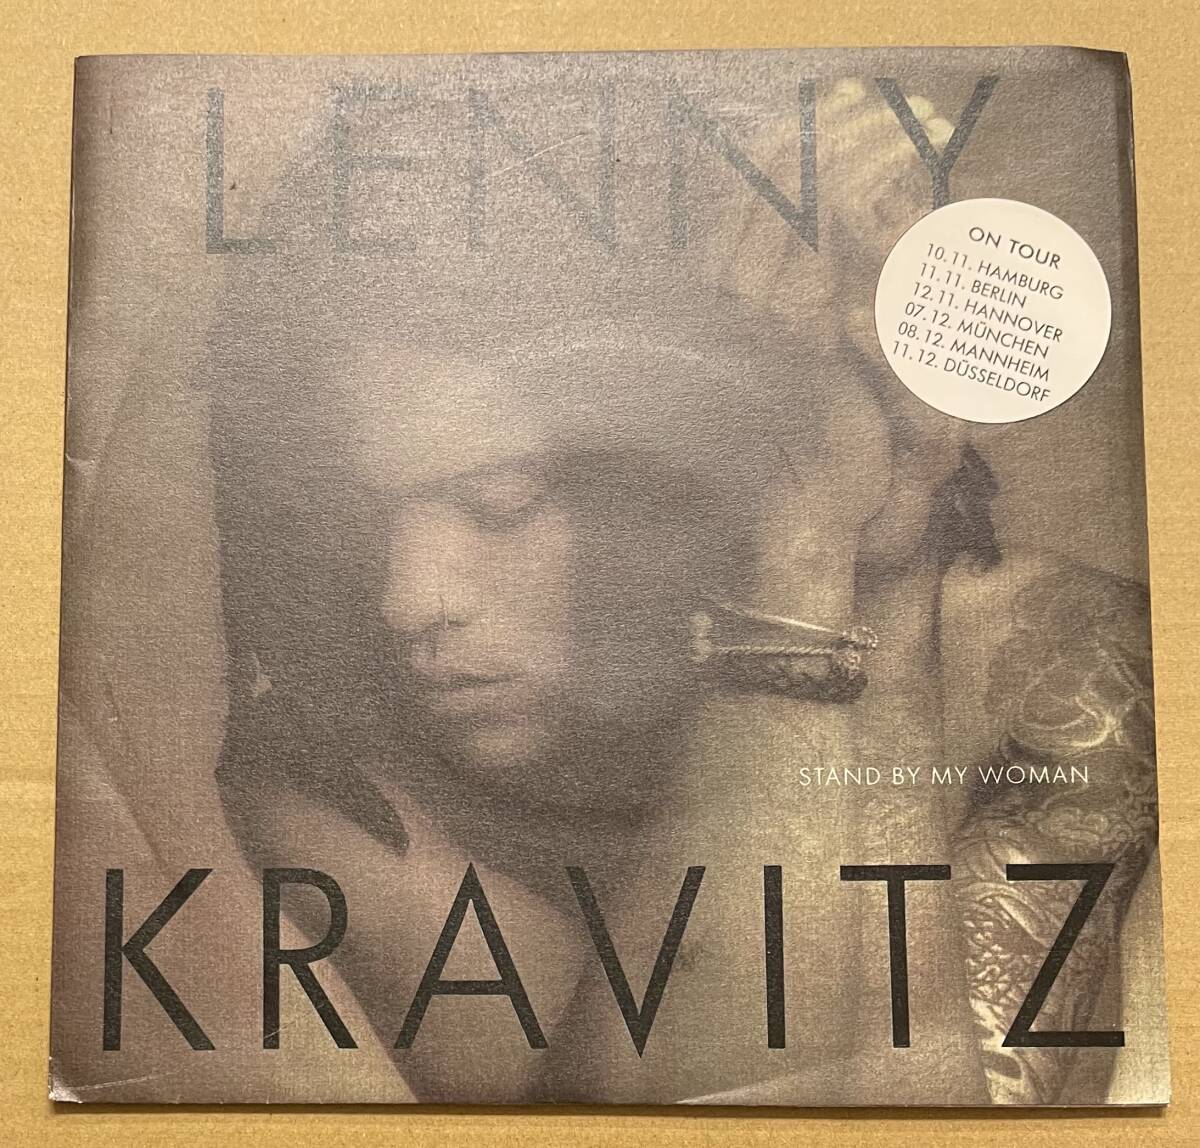 LENNY
ON TOUR
10.11. HAMBURG
11.11. BERLIN
12.11. HANNOVER
07.12. MÜNCHEN
08.12. MANNHEIM
11.12. DÜSSELDORF
STAND BY MY WOMAN
KRAVITZ